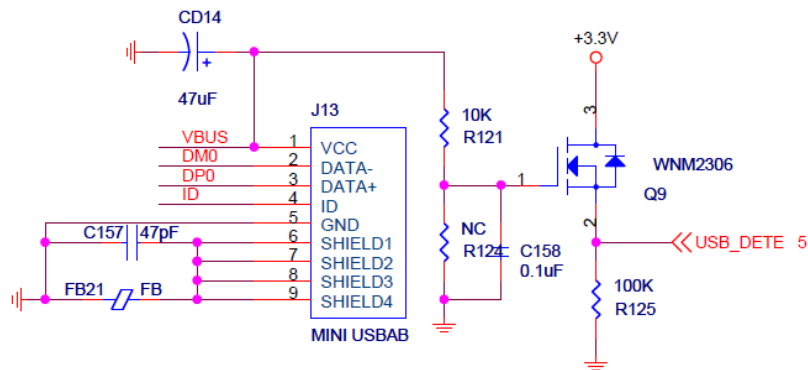 CD14
+3.3V
47uF
J13
3
10K
R121
VBUS 1 VCC
DM0 2 DATA-
DP0 3 DATA+
ID 4 ID
5 GND
C157 47pF 6 SHIELD1
7 SHIELD2
8 SHIELD3
FB21 FB 9 SHIELD4
MINI USBAB
1
WNM2306
Q9
2
NC
R124
C158
0.1uF
USB_DETE 5
100K
R125